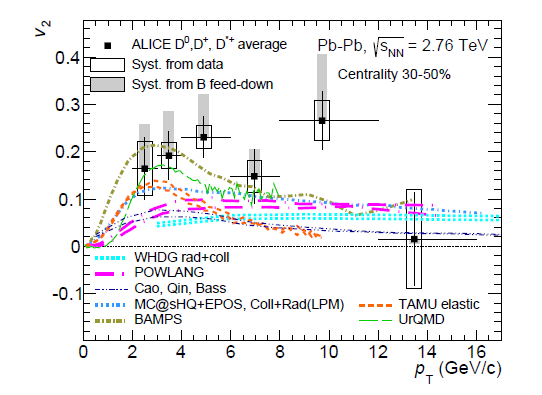 v2
0.4
0.3
0.2
0.1
0
-0.1
ALICE D0,D+, D*+ average
Syst. from data
Syst. from B feed-down
Pb-Pb, √sNN = 2.76 TeV
Centrality 30-50%
WHDG rad+coll
POWLANG
Cao, Qin, Bass
MC@sHQ+EPOS, Coll+Rad(LPM)
BAMPS
TAMU elastic
UrQMD
0 2 4 6 8 10 12 14 16
pT (GeV/c)